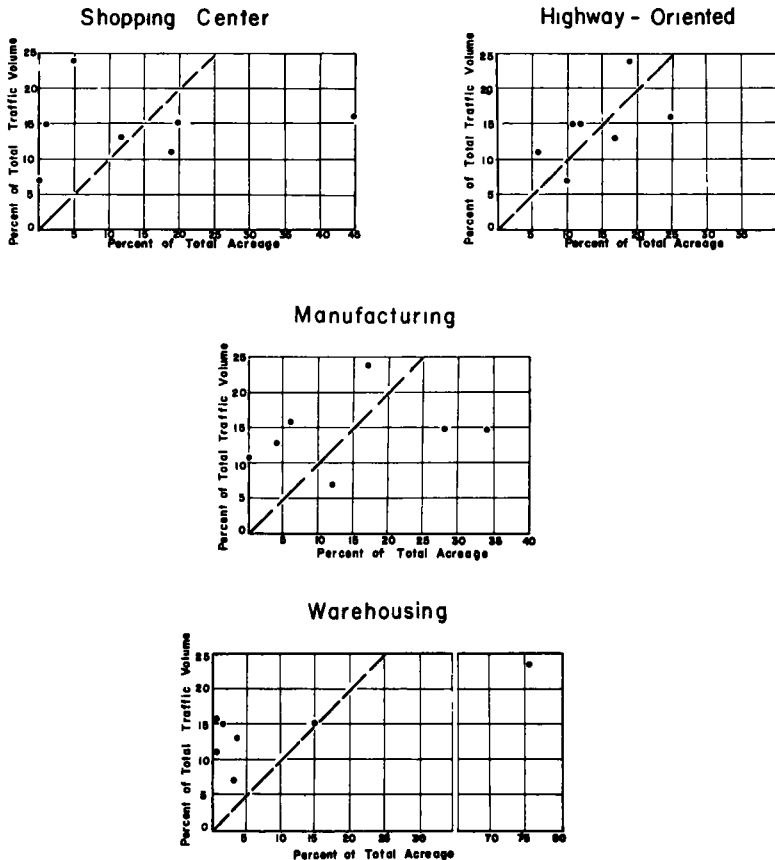 Shopping Center
Percent of Total Traffic Volume
25
20
15
10
5
0
5 10 15 20 25 30 35 40 45
Percent of Total Acreage
Highway - Oriented
Percent of Total Traffic Volume
25
20
15
10
5
0
5 10 15 20 25 30 35
Percent of Total Acreage
Manufacturing
Percent of Total Traffic Volume
25
20
15
10
5
0
5 10 15 20 25 30 35 40
Percent of Total Acreage
Warehousing
Percent of Total Traffic Volume
25
20
15
10
5
0
5 10 15 20 25 30 70 75 80
Percent of Total Acreage